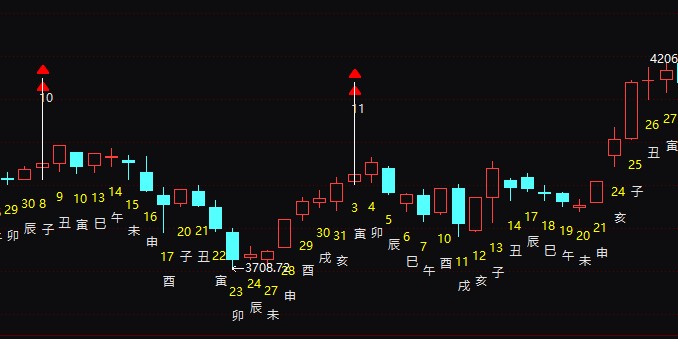 4206
10
11
29
卯
30
辰
8
子
9
丑
10
寅
13
巳
14
午
15
未
16
申
17
酉
20
子
21
丑
22
寅
←3708.72
23
卯
24
辰
27
未
28
申
29
酉
30
戌
31
亥
3
寅
4
卯
5
辰
6
巳
7
午
10
酉
11
戌
12
亥
13
子
14
丑
17
辰
18
巳
19
午
20
未
21
申
24
亥
25
子
26
丑
27
寅